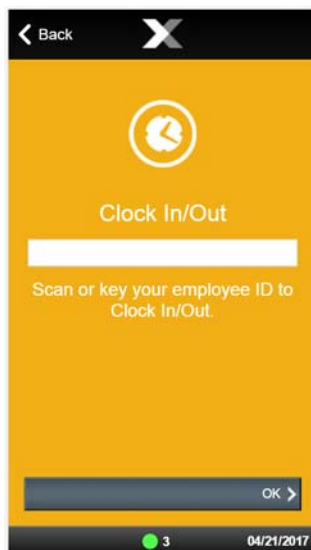 Back
Clock In/Out
Scan or key your employee ID to
Clock In/Out.
OK
3
04/21/2017